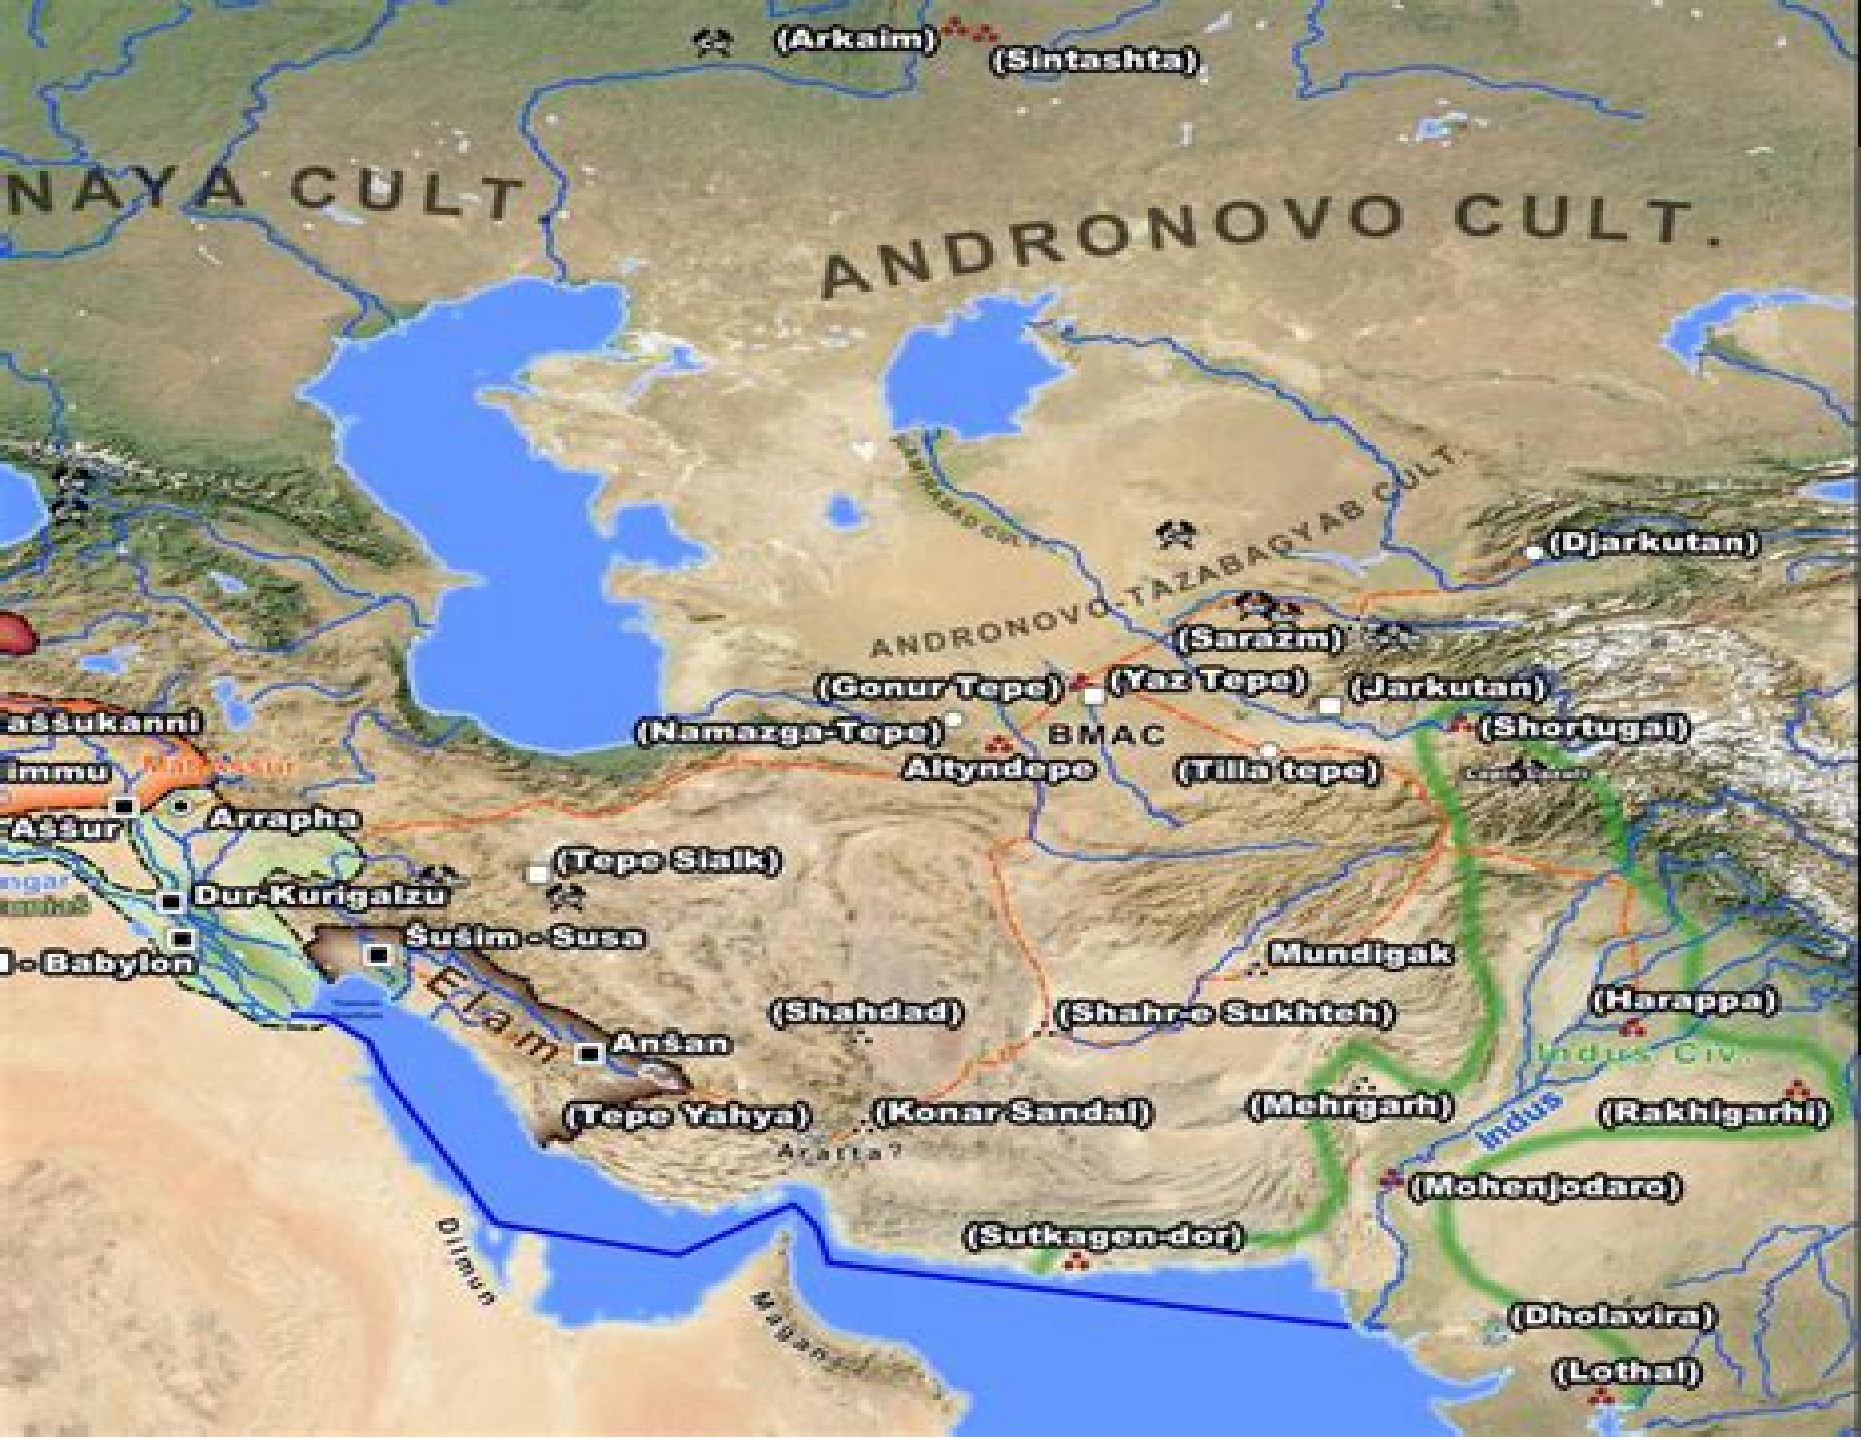 (Arkaim)
(Sintashta)
NAYA CULT
ANDRONOVO CULT.
ANDRONOVO-TAZABAGYAB CULT.
(Djarkutan)
(Sarazm)
(Gonur Tepe)
(Yaz Tepe)
(Jarkutan)
aššukanni
(Namazga-Tepe)
BMAC
(Shortugai)
immu
Altyndepe
(Tilla tepe)
Aššur
Arrapha
(Tepe Sialk)
Dur-Kurigalzu
Šušim - Susa
- Babylon
Mundigak
Elam
(Shahdad)
(Shahr-e Sukhteh)
(Harappa)
Anšan
Indus Civ.
(Tepe Yahya)
(Konar Sandal)
(Mehrgarh)
Indus
(Rakhigarhi)
Aratta?
(Mohenjodaro)
Dilmun
(Sutkagen-dor)
(Dholavira)
(Lothal)